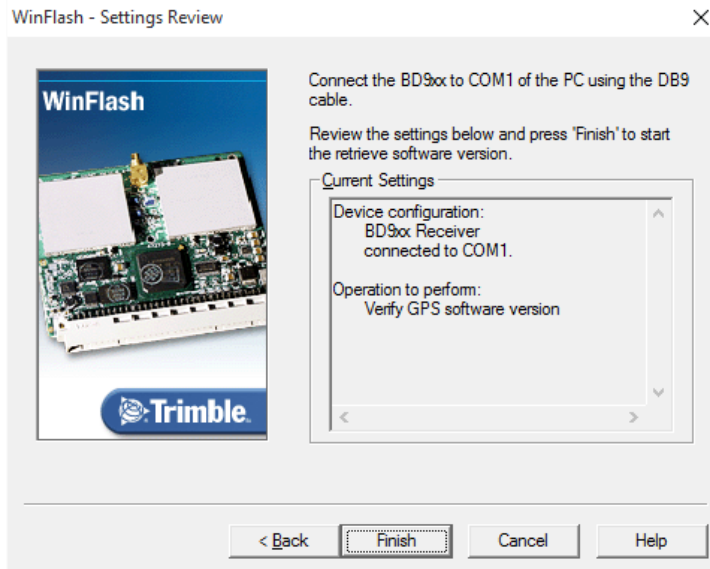 WinFlash - Settings Review
WinFlash
Trimble.
Connect the BD9xx to COM1 of the PC using the DB9
cable.
Review the settings below and press 'Finish' to start
the retrieve software version.
Current Settings
Device configuration:
BD9xx Receiver
connected to COM1.
Operation to perform:
Verify GPS software version
< Back
Finish
Cancel
Help